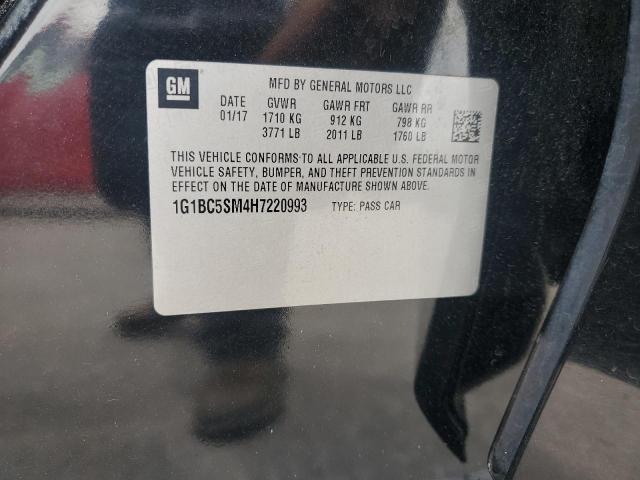 GM
MFD BY GENERAL MOTORS LLC
DATE GVWR GAWR FRT GAWR RR
01/17 1710 KG 912 KG 798 KG
3771 LB 2011 LB 1760 LB
THIS VEHICLE CONFORMS TO ALL APPLICABLE U.S. FEDERAL MOTOR
VEHICLE SAFETY, BUMPER, AND THEFT PREVENTION STANDARDS IN
EFFECT ON THE DATE OF MANUFACTURE SHOWN ABOVE.
1G1BC5SM4H7220993 TYPE: PASS CAR